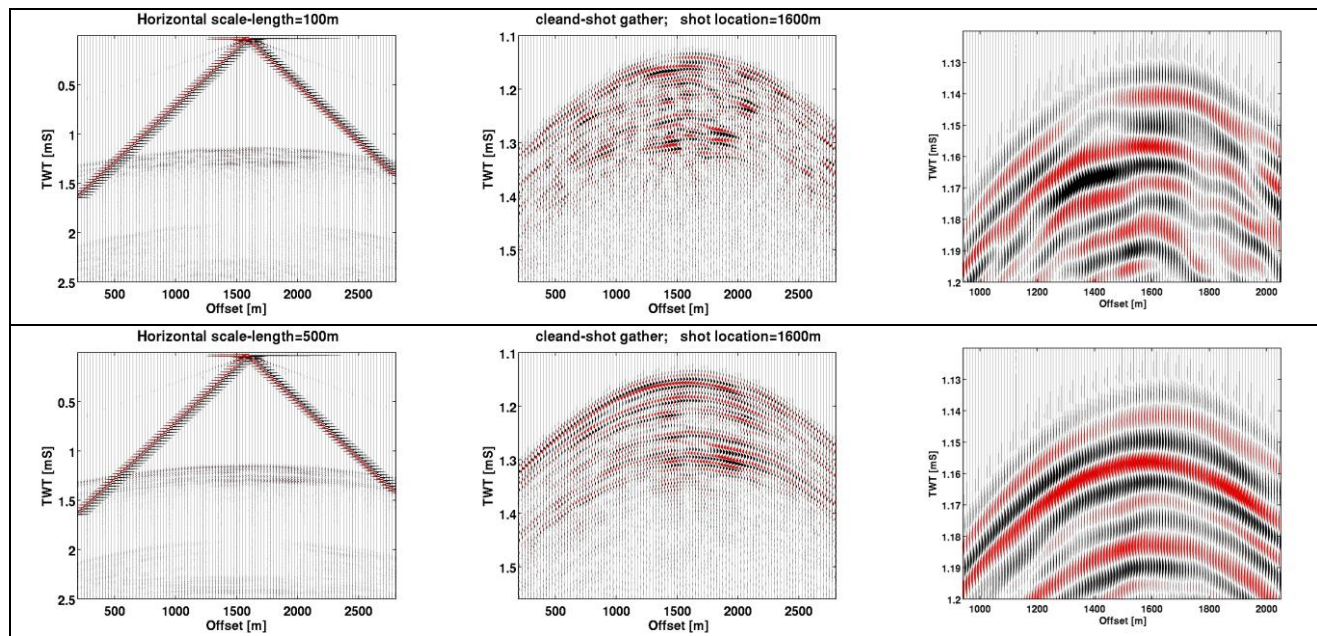 Horizontal scale-length=100m
TWT [mS]
0.5
1
1.5
2
2.5
500 1000 1500 2000 2500
Offset [m]
cleand-shot gather; shot location=1600m
TWT [mS]
1.1
1.2
1.3
1.4
1.5
500 1000 1500 2000 2500
Offset [m]
TWT [mS]
1.13
1.14
1.15
1.16
1.17
1.18
1.19
1.2
1000 1200 1400 1600 1800 2000
Offset [m]
Horizontal scale-length=500m
TWT [mS]
0.5
1
1.5
2
2.5
500 1000 1500 2000 2500
Offset [m]
cleand-shot gather; shot location=1600m
TWT [mS]
1.1
1.2
1.3
1.4
1.5
500 1000 1500 2000 2500
Offset [m]
TWT [mS]
1.13
1.14
1.15
1.16
1.17
1.18
1.19
1.2
1000 1200 1400 1600 1800 2000
Offset [m]